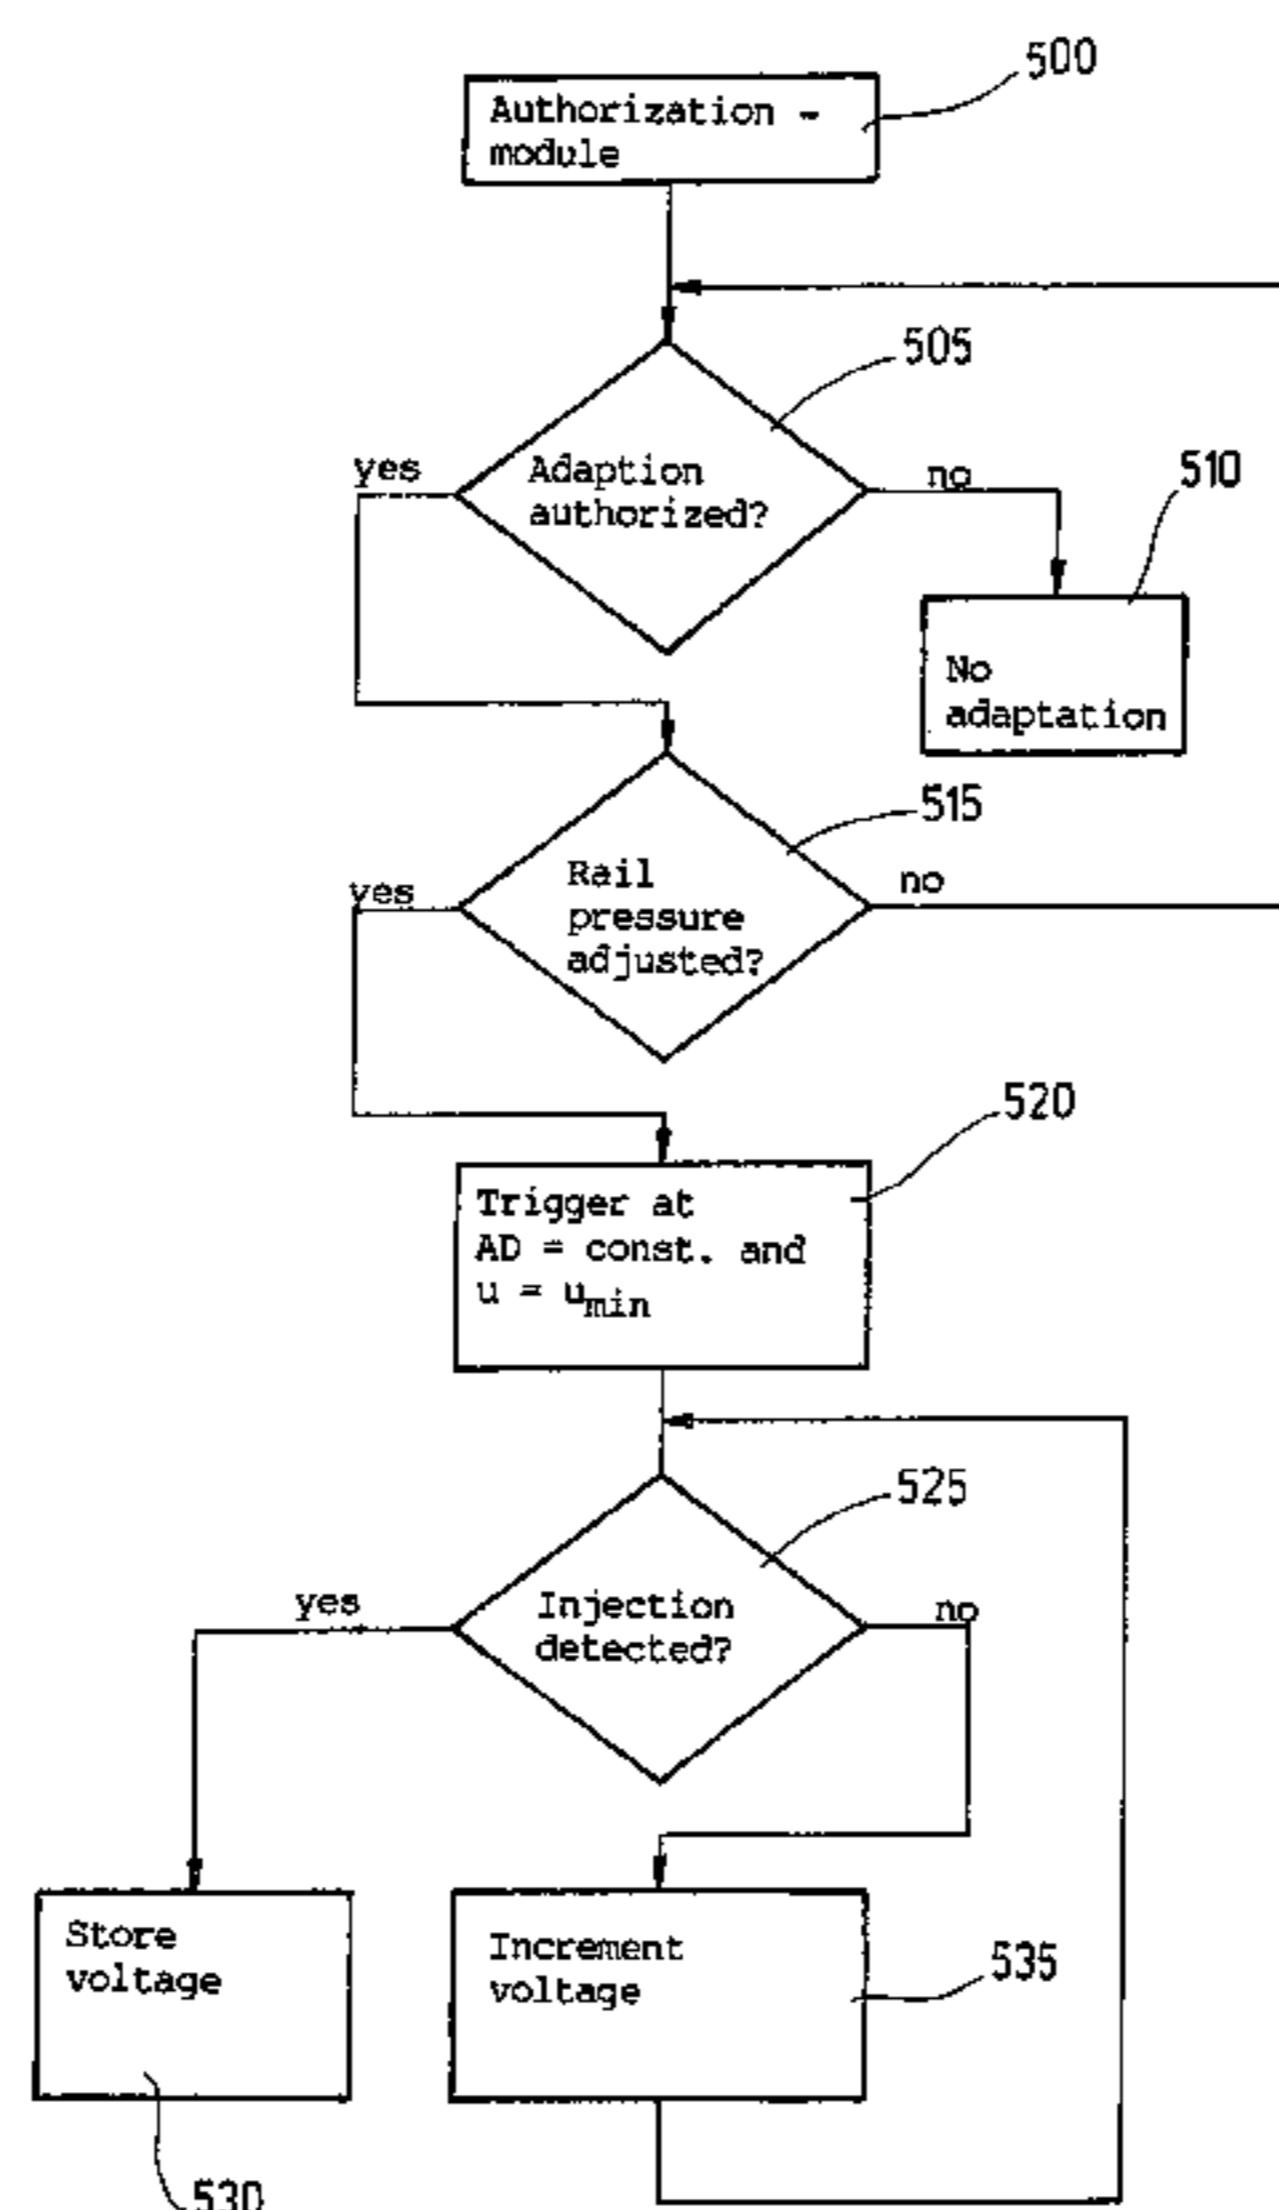 500
Authorization -
module
505
yes
Adaption
authorized?
no
510
No
adaptation
515
yes
Rail
pressure
adjusted?
no
520
Trigger at
AD = const. and
u = umin
525
yes
Injection
detected?
no
Store
voltage
Increment
voltage
535
530